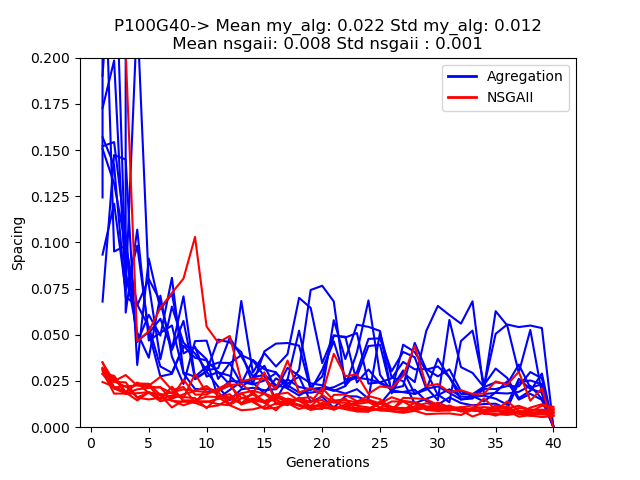 P100G40-> Mean my_alg: 0.022 Std my_alg: 0.012
Mean nsgaii: 0.008 Std nsgaii : 0.001
Agregation
NSGAII
0.200
0.175
0.150
0.125
0.100
0.075
0.050
0.025
0.000
Spacing
0 5 10 15 20 25 30 35 40
Generations